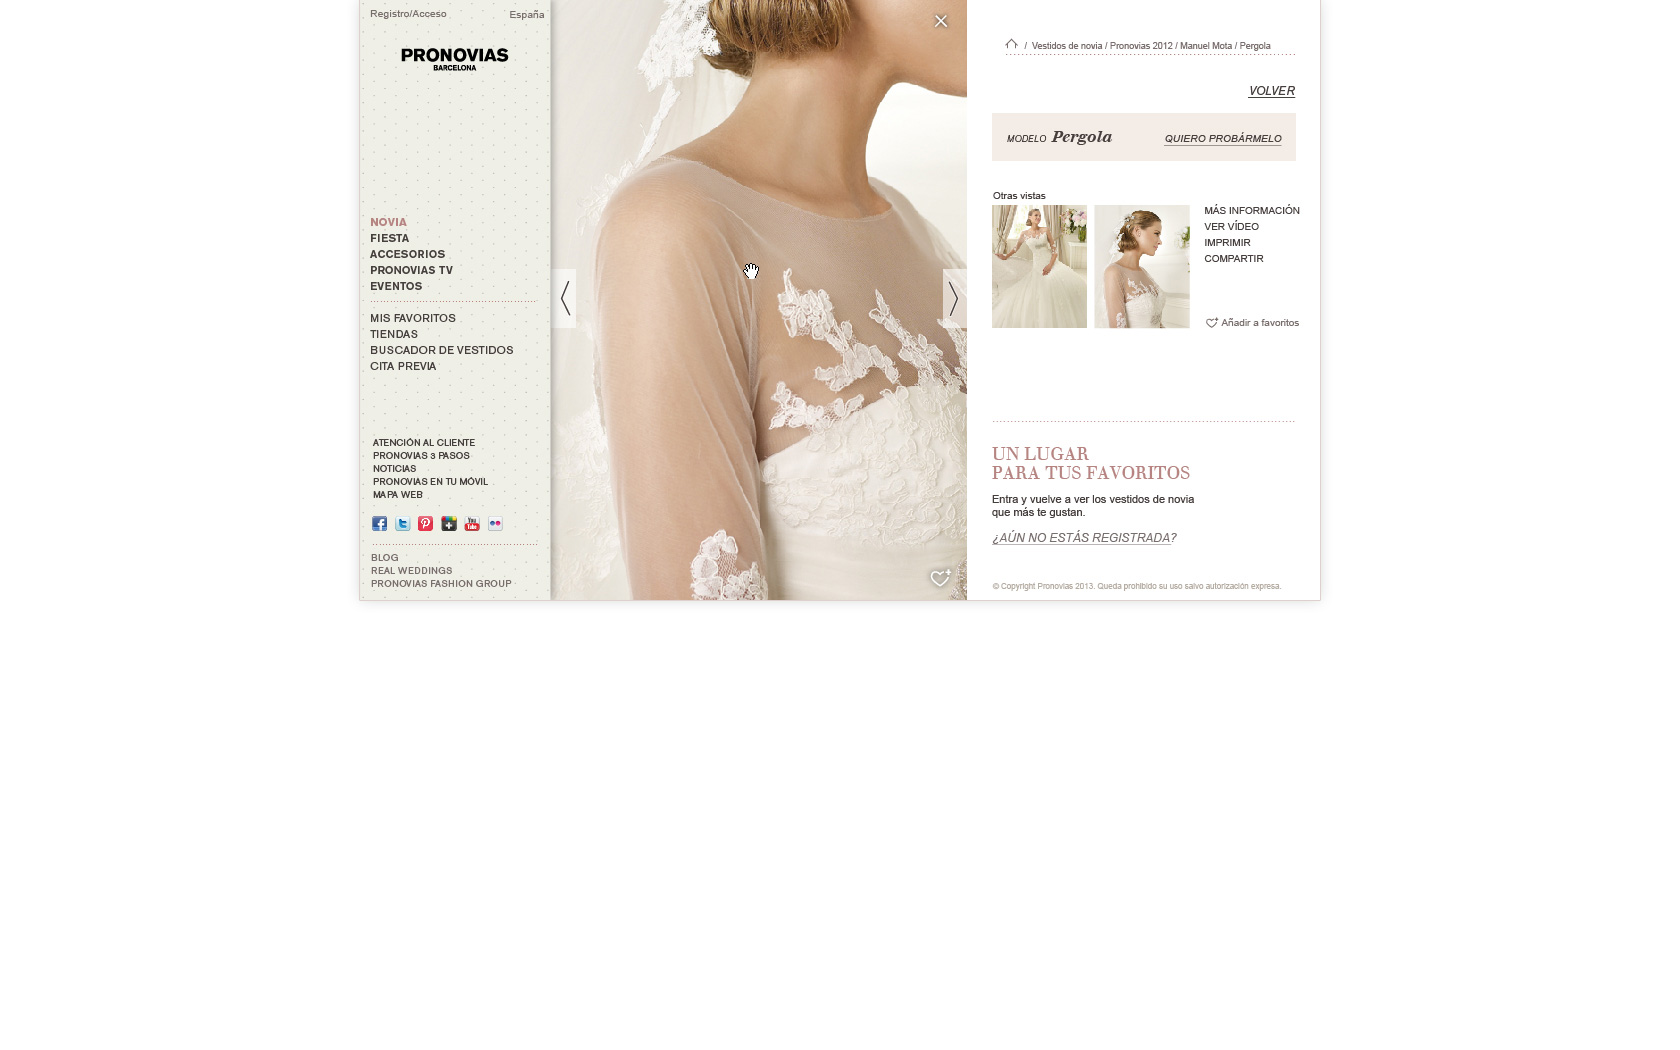 Registro/Acceso
España
PRONOVIAS
BARCELONA
NOVIA
FIESTA
ACCESORIOS
PRONOVIAS TV
EVENTOS
MIS FAVORITOS
TIENDAS
BUSCADOR DE VESTIDOS
CITA PREVIA
ATENCIÓN AL CLIENTE
PRONOVIAS 3 PASOS
NOTICIAS
PRONOVIAS EN TU MÓVIL
MAPA WEB
You
Tube
BLOG
REAL WEDDINGS
PRONOVIAS FASHION GROUP
/ Vestidos de novia / Pronovias 2012 / Manuel Mota / Pergola
VOLVER
MODELO Pergola
QUIERO PROBÁRMELO
Otras vistas
MÁS INFORMACIÓN
VER VÍDEO
IMPRIMIR
COMPARTIR
Añadir a favoritos
UN LUGAR
PARA TUS FAVORITOS
Entra y vuelve a ver los vestidos de novia
que más te gustan.
¿AÚN NO ESTÁS REGISTRADA?
© Copyright Pronovias 2013. Queda prohibido su uso salvo autorización expresa.